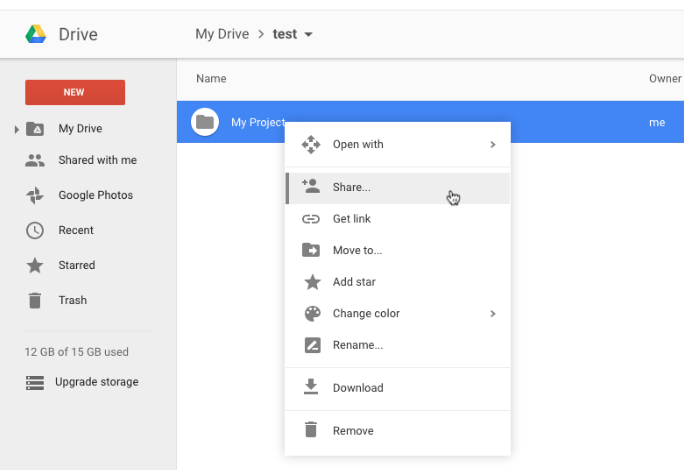 Drive
My Drive > test
NEW
My Drive
Shared with me
Google Photos
Recent
Starred
Trash
12 GB of 15 GB used
Upgrade storage
Name
Owner
My Project
me
Open with
Share...
Get link
Move to...
Add star
Change color
Rename...
Download
Remove